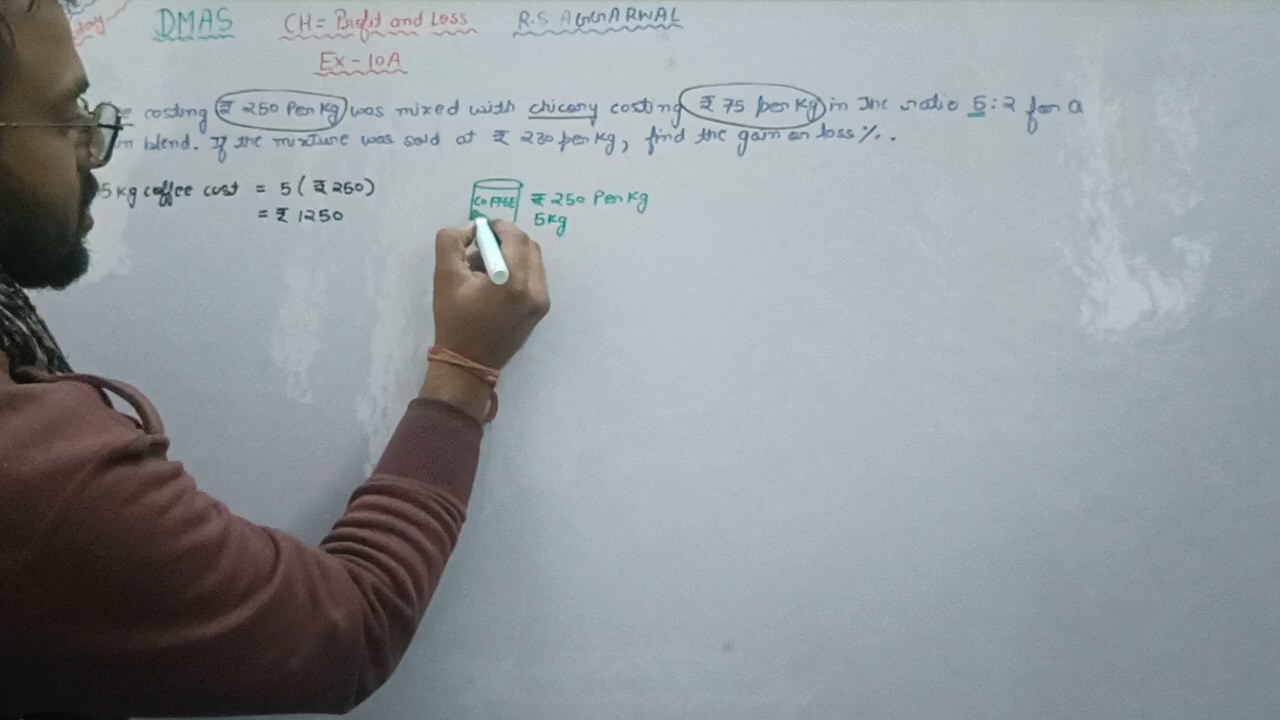 day DMAS CH = Profit and Loss R.S AGGARWAL
Ex - 10A
costing ₹ 250 Per Kg was mixed with chicory costing ₹ 75 per Kg in the ratio 5:2 for a
blend. If the mixture was sold at ₹ 230 per Kg, find the gain or loss %.
5 kg coffee cost = 5 ( ₹ 250)
= ₹ 1250
COFFEE ₹ 250 Per Kg
5 Kg